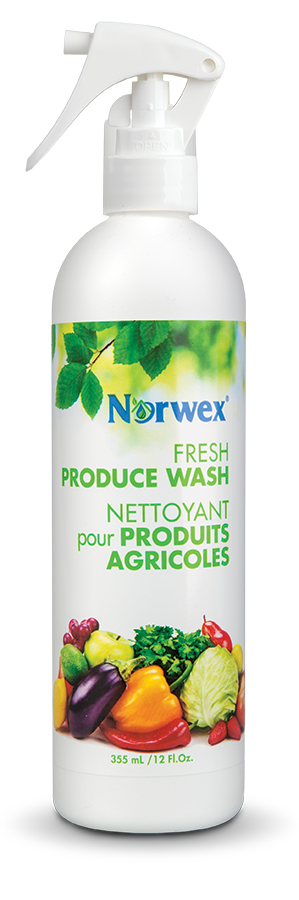 Norwex®
FRESH
PRODUCE WASH
NETTOYANT
pour PRODUITS
AGRICOLES
355 mL / 12 Fl.Oz.